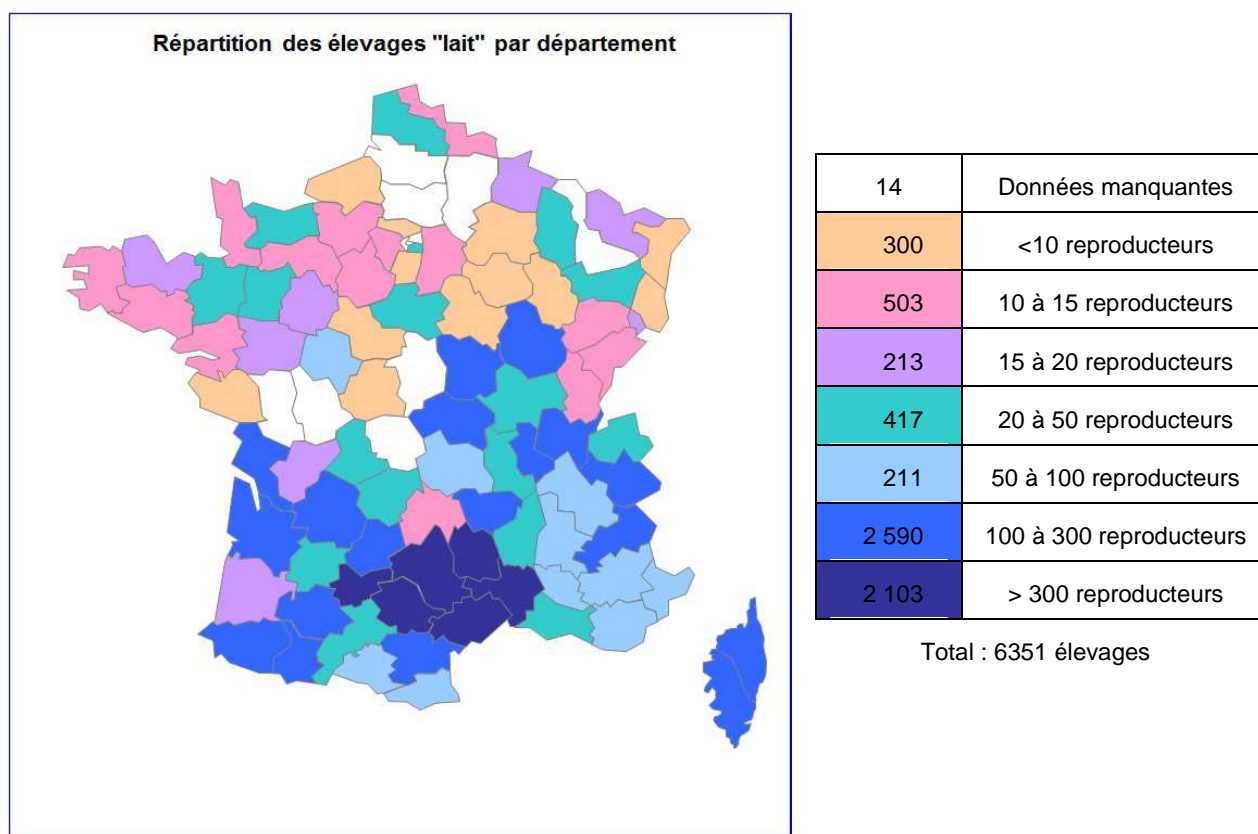 Répartition des élevages "lait" par département
14 Données manquantes
300 <10 reproducteurs
503 10 à 15 reproducteurs
213 15 à 20 reproducteurs
417 20 à 50 reproducteurs
211 50 à 100 reproducteurs
2 590 100 à 300 reproducteurs
2 103 > 300 reproducteurs
Total : 6351 élevages